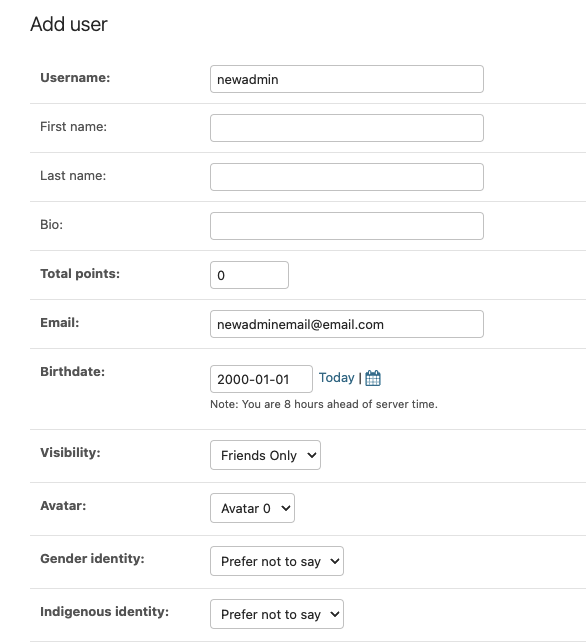 Add user
Username: newadmin
First name:
Last name:
Bio:
Total points: 0
Email: newadminemail@email.com
Birthdate: 2000-01-01 Today |
Note: You are 8 hours ahead of server time.
Visibility: Friends Only
Avatar: Avatar 0
Gender identity: Prefer not to say
Indigenous identity: Prefer not to say